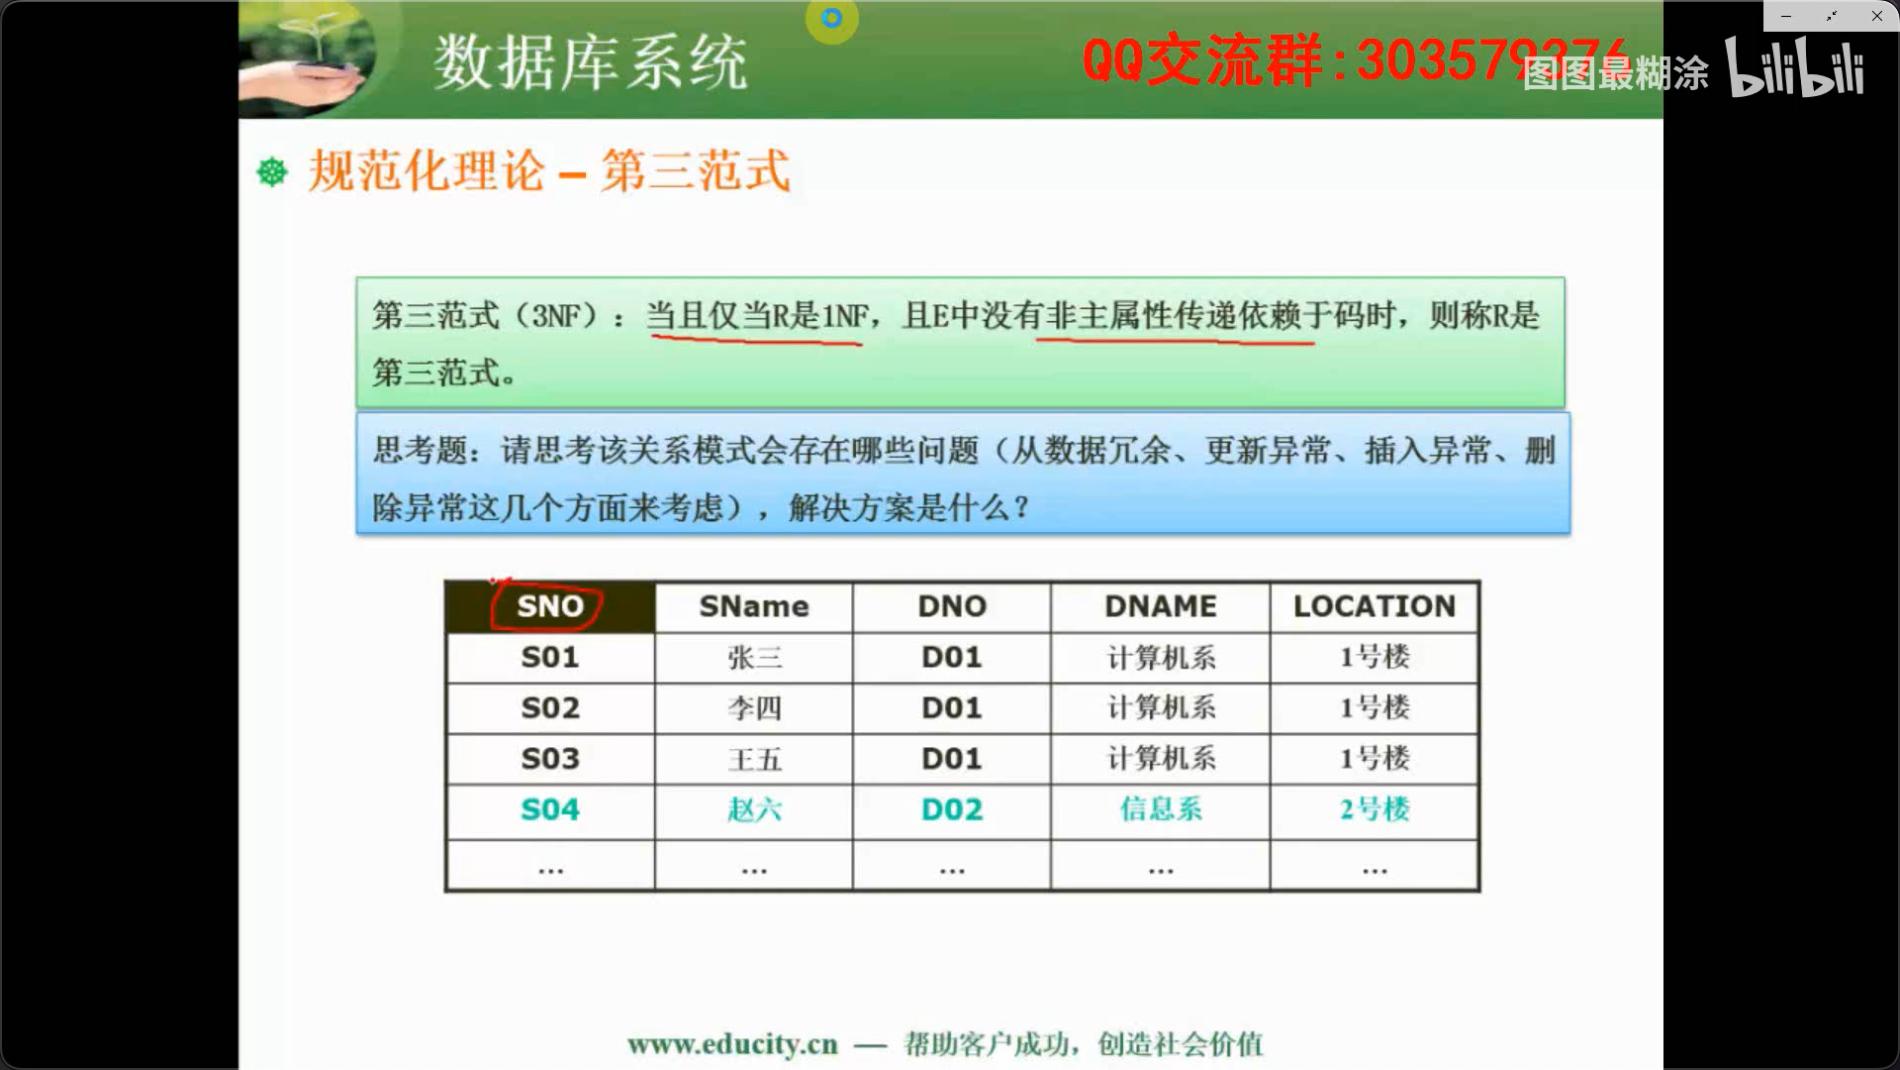 数据库系统
QQ交流群:303579376
图图最糊涂 bilibili
规范化理论 – 第三范式
第三范式（3NF）：当且仅当R是1NF，且E中没有非主属性传递依赖于码时，则称R是
第三范式。
思考题：请思考该关系模式会存在哪些问题（从数据冗余、更新异常、插入异常、删
除异常这几个方面来考虑），解决方案是什么？
SNO SName DNO DNAME LOCATION
S01 张三 D01 计算机系 1号楼
S02 李四 D01 计算机系 1号楼
S03 王五 D01 计算机系 1号楼
S04 赵六 D02 信息系 2号楼
... ... ... ... ...
www.educity.cn — 帮助客户成功，创造社会价值